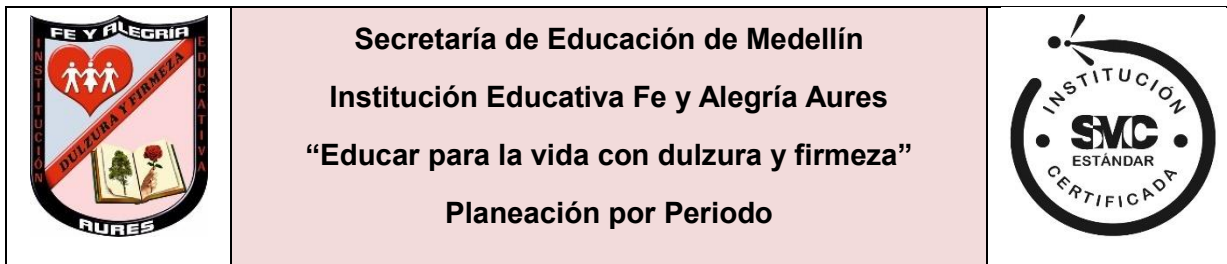 FE Y ALEGRIA
INSTITUCIÓN
EDUCATIVA
DULZURA Y FIRMEZA
AURES
Secretaría de Educación de Medellín
Institución Educativa Fe y Alegría Aures
“Educar para la vida con dulzura y firmeza”
Planeación por Periodo
INSTITUCIÓN
SMC
ESTÁNDAR
CERTIFICADA